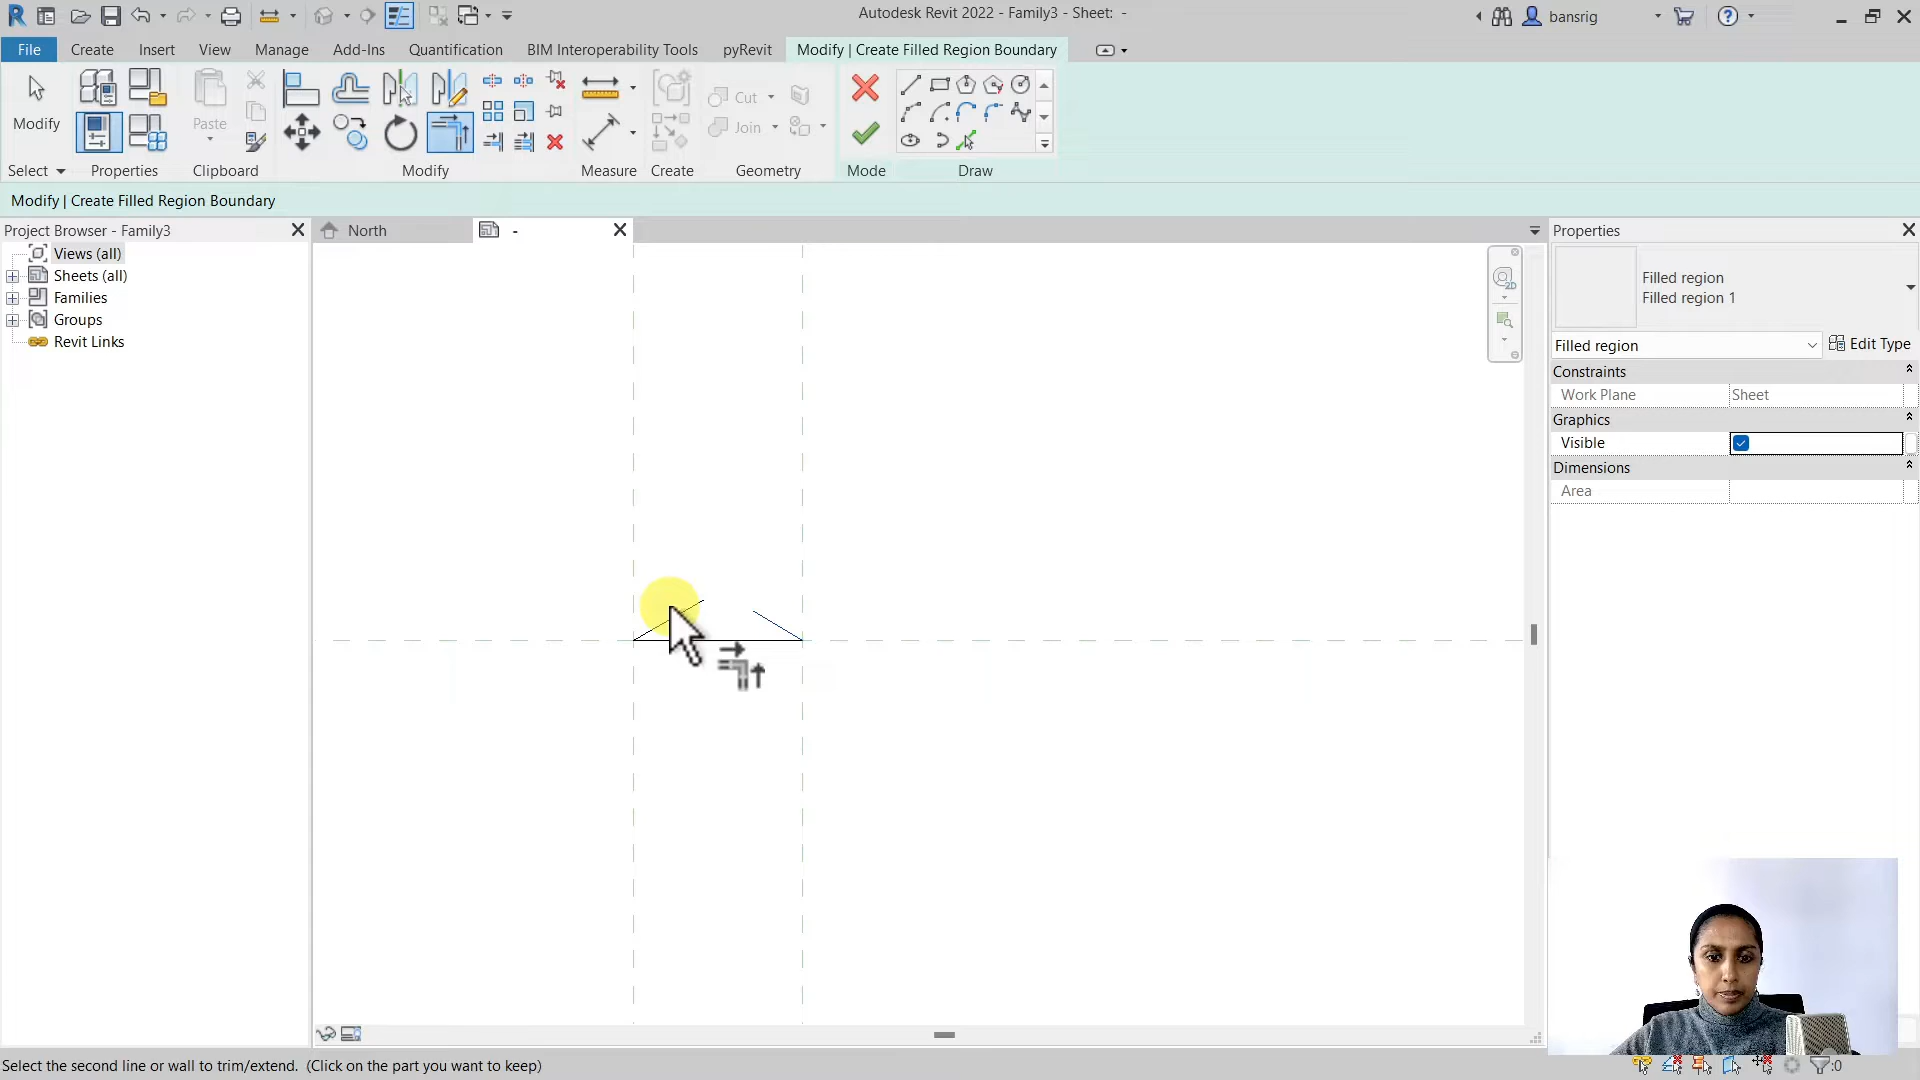 Autodesk Revit 2022 - Family3 - Sheet: -
bansrig
File Create Insert View Manage Add-Ins Quantification BIM Interoperability Tools pyRevit Modify | Create Filled Region Boundary
Modify
Paste
Cut
Join
Select Properties Clipboard Modify Measure Create Geometry Mode Draw
Modify | Create Filled Region Boundary
Project Browser - Family3
Views (all)
Sheets (all)
Families
Groups
Revit Links
North
-
2D
Properties
Filled region
Filled region 1
Filled region
Edit Type
Constraints
Work Plane Sheet
Graphics
Visible
Dimensions
Area
Select the second line or wall to trim/extend. (Click on the part you want to keep)
:0